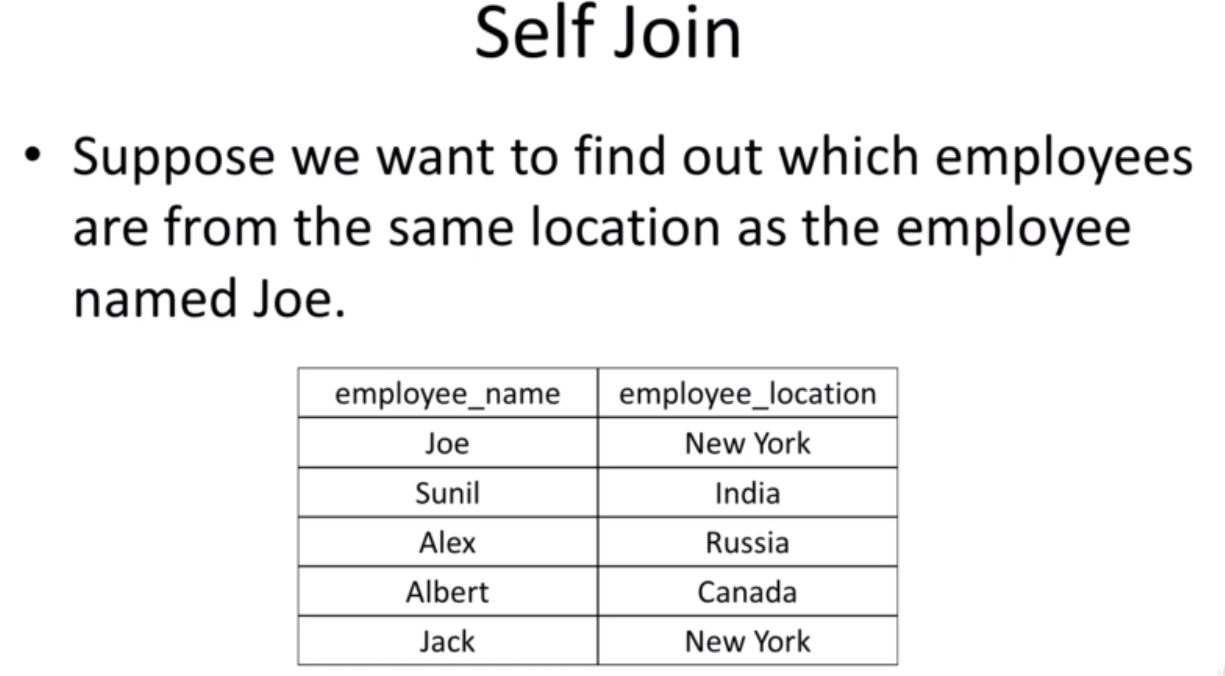 Self Join
• Suppose we want to find out which employees
are from the same location as the employee
named Joe.
employee_name employee_location
Joe New York
Sunil India
Alex Russia
Albert Canada
Jack New York